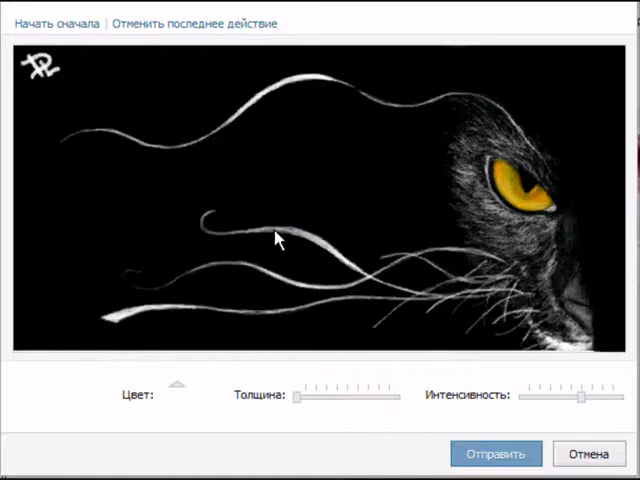 Начать сначала | Отменить последнее действие
Цвет: Толщина: Интенсивность:
Отправить Отмена